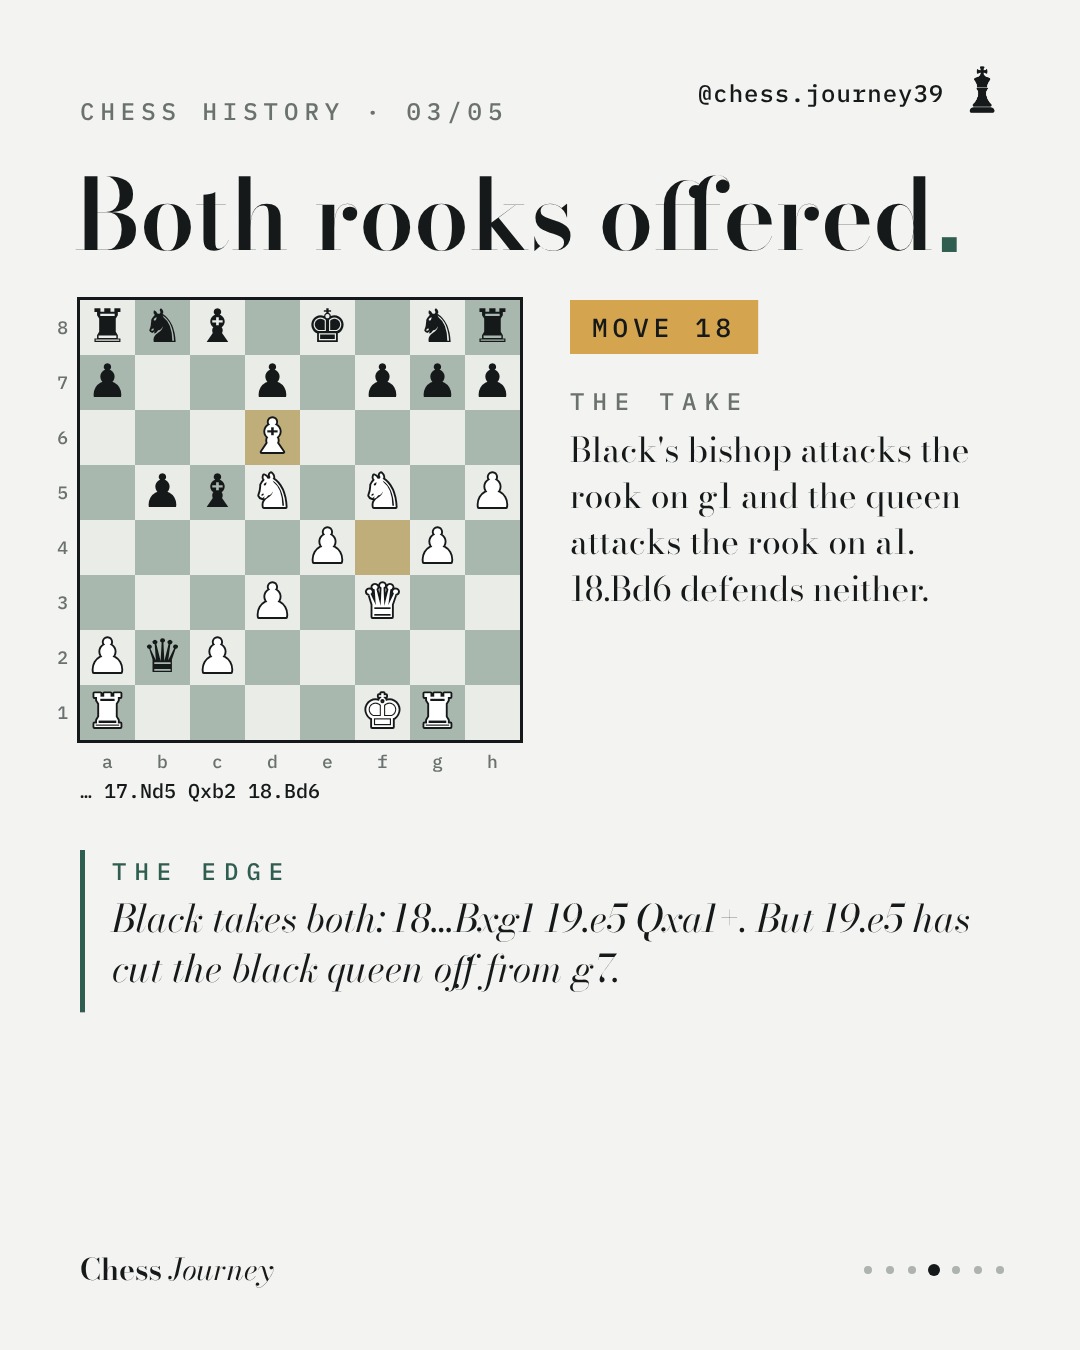 CHESS HISTORY · 03/05
@chess.journey39
Both rooks offered.
8
7
6
5
4
3
2
1
a b c d e f g h
… 17.Nd5 Qxb2 18.Bd6
MOVE 18
THE TAKE
Black's bishop attacks the
rook on g1 and the queen
attacks the rook on a1.
18.Bd6 defends neither.
THE EDGE
Black takes both: 18...Bxg1 19.e5 Qxa1+. But 19.e5 has
cut the black queen off from g7.
Chess Journey